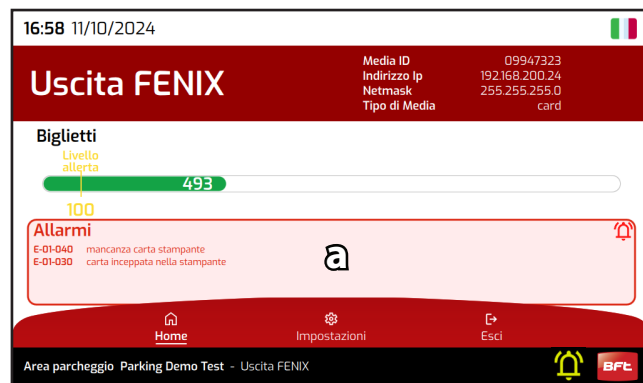 16:58 11/10/2024
Uscita FENIX
Media ID 09947323
Indirizzo Ip 192.168.200.24
Netmask 255.255.255.0
Tipo di Media card
Biglietti
Livello
allerta
493
100
Allarmi
E-01-040 mancanza carta stampante
E-01-030 carta inceppata nella stampante
a
Home Impostazioni Esci
Area parcheggio Parking Demo Test - Uscita FENIX
BFT